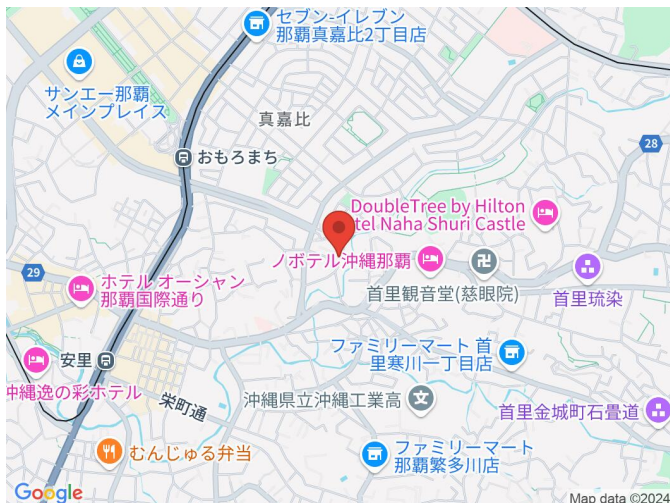 セブン-イレブン
那覇真嘉比2丁目店
サンエー那覇
メインプレイス
真嘉比
28
おもろまち
DoubleTree by Hilton
tel Naha Shuri Castle
ノボテル沖縄那覇
首里観音堂(慈眼院)
首里琉染
29
ホテル オーシャン
那覇国際通り
安里
ファミリーマート 首
里寒川一丁目店
沖縄逸の彩ホテル
栄町通
沖縄県立沖縄工業高
首里金城町石畳道
むんじゅる弁当
ファミリーマート
那覇繁多川店
Google
Map data ©2024